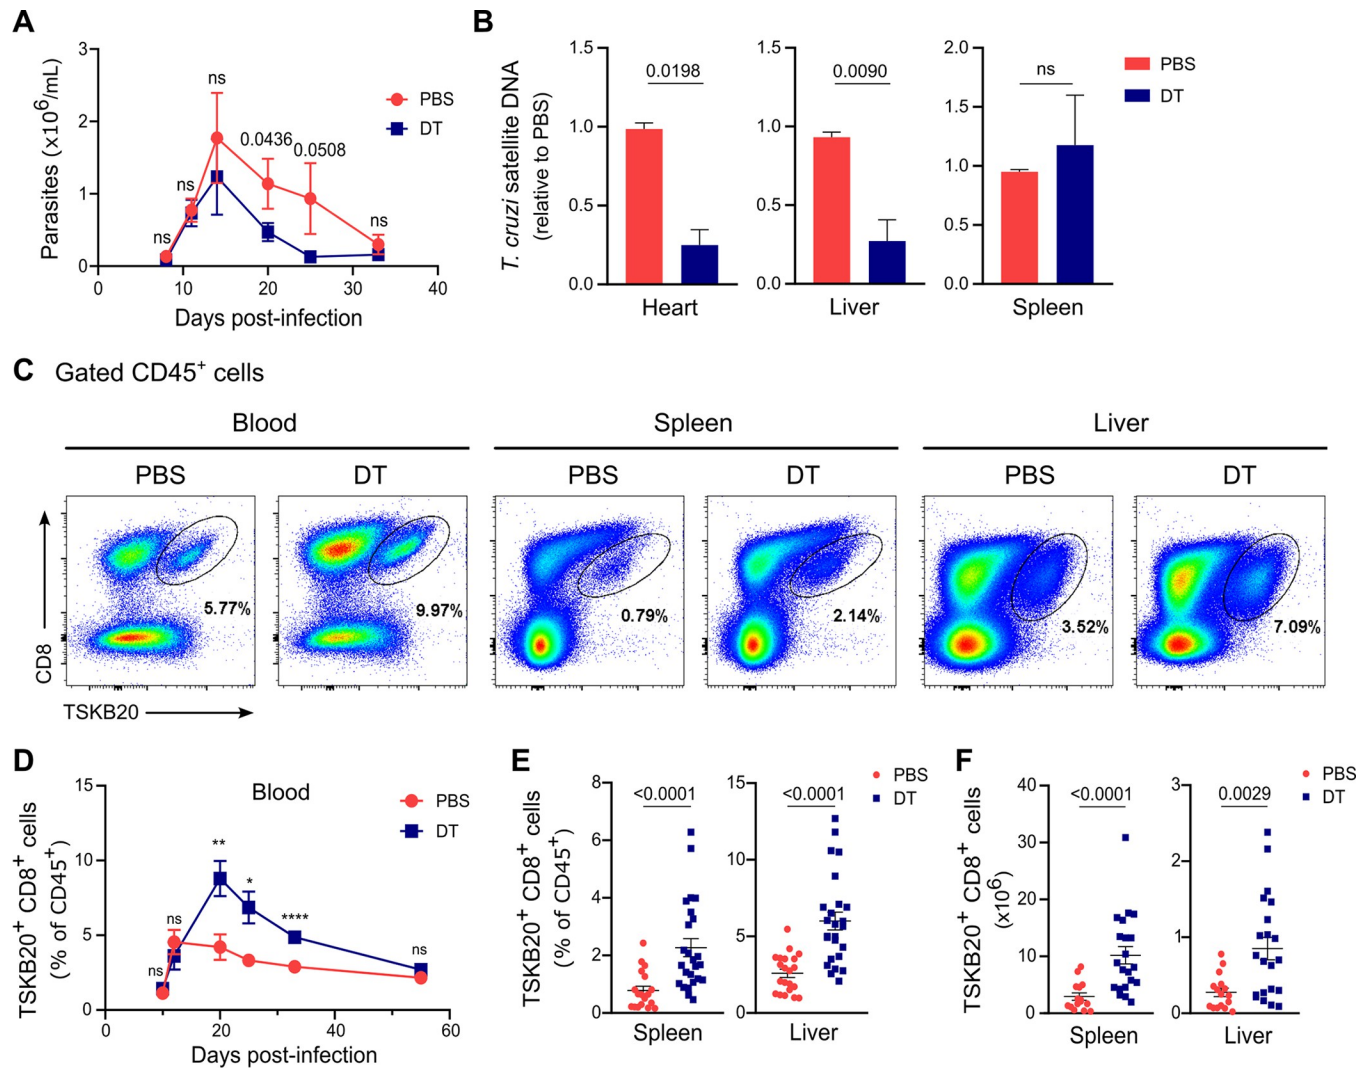 A
Parasites (x10^6/mL)
3
2
1
0
0
10
20
30
40
Days post-infection
ns
ns
ns
0.0436
0.0508
ns
PBS
DT
B
T. cruzi satellite DNA
(relative to PBS)
1.5
1.0
0.5
0.0
0.0198
Heart
1.5
1.0
0.5
0.0
0.0090
Liver
2.0
1.5
1.0
0.5
0.0
ns
Spleen
PBS
DT
C Gated CD45+ cells
Blood
Spleen
Liver
PBS
DT
PBS
DT
PBS
DT
5.77%
9.97%
0.79%
2.14%
3.52%
7.09%
CD8
TSKB20
D
TSKB20+ CD8+ cells
(% of CD45+)
15
10
5
0
0
20
40
60
Days post-infection
Blood
ns
ns
**
*
****
ns
PBS
DT
E
TSKB20+ CD8+ cells
(% of CD45+)
8
6
4
2
0
<0.0001
Spleen
15
10
5
0
<0.0001
Liver
PBS
DT
F
TSKB20+ CD8+ cells
(x10^6)
40
30
20
10
0
<0.0001
Spleen
3
2
1
0
0.0029
Liver
PBS
DT